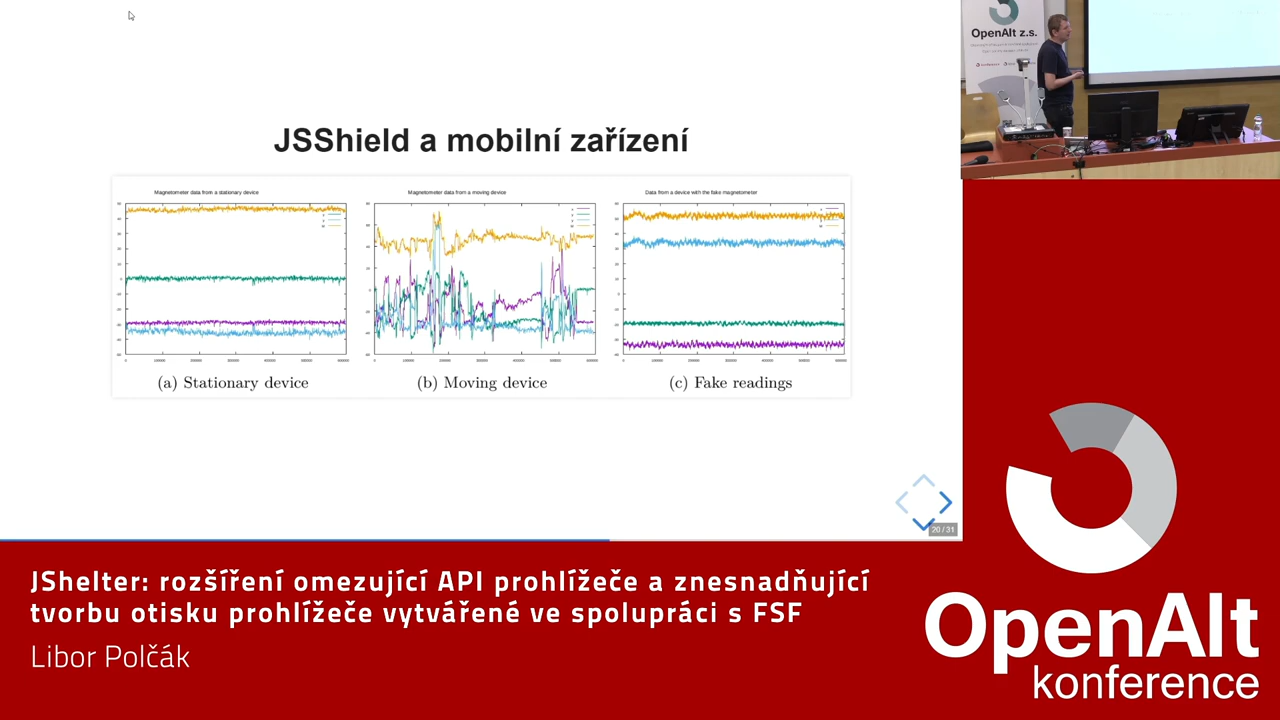 OpenAlt z.s.
JSShield a mobilní zařízení
Magnetometer data from a stationary device
Magnetometer data from a moving device
Data from a device with the fake magnetometer
(a) Stationary device
(b) Moving device
(c) Fake readings
20 / 31
JShelter: rozšíření omezující API prohlížeče a znesnadňující
tvorbu otisku prohlížeče vytvářené ve spolupráci s FSF
Libor Polčák
OpenAlt
konference